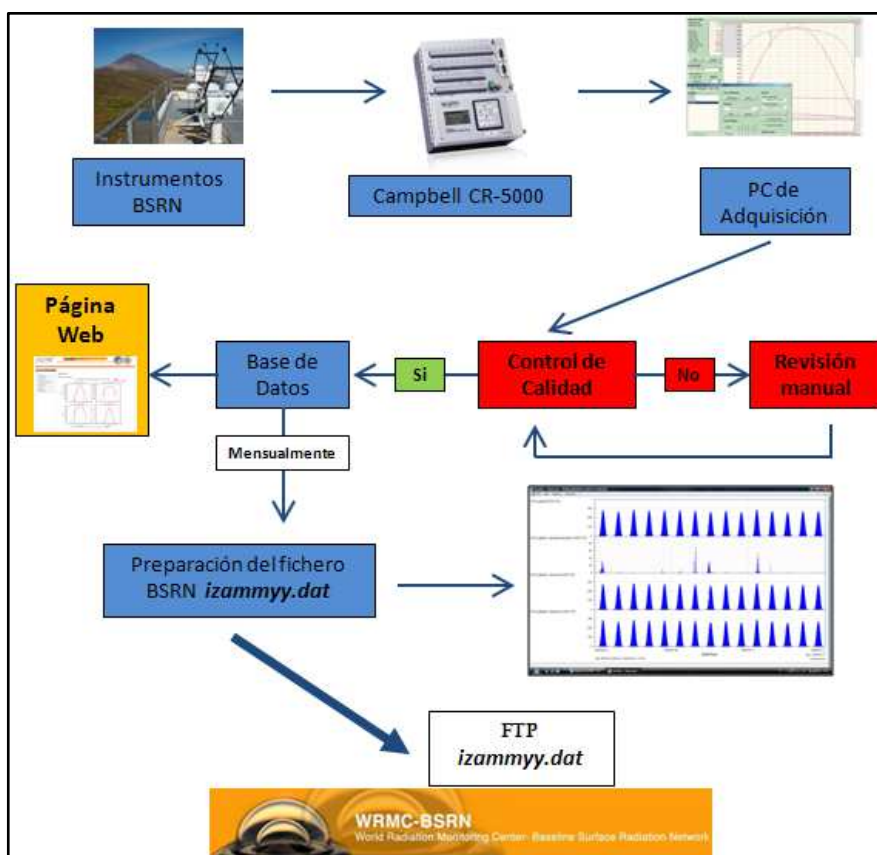 Instrumentos
BSRN
Campbell CR-5000
PC de
Adquisición
Página
Web
Base de
Datos
Si
Control de
Calidad
No
Revisión
manual
Mensualmente
Preparación del fichero
BSRN izammyy.dat
FTP
izammyy.dat
WRMC-BSRN
World Radiation Monitoring Center- Baseline Surface Radiation Network